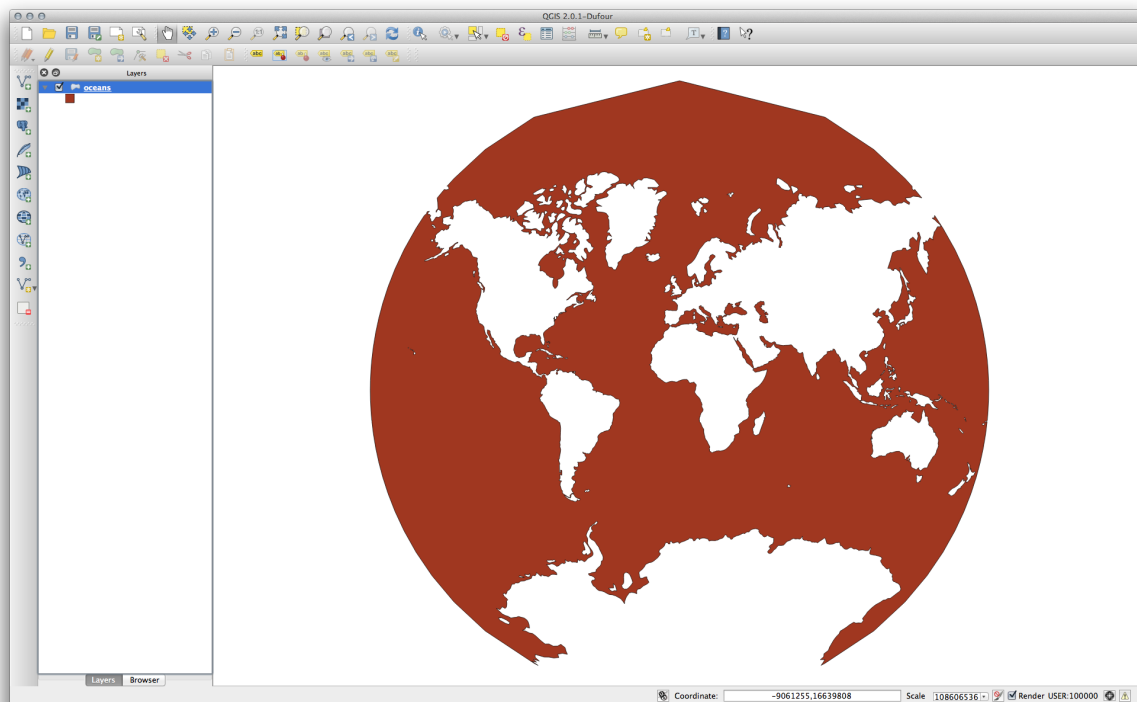 QGIS 2.0.1-Dufour
Layers
oceans
Layers Browser
Coordinate: -9061255,16639808 Scale 108606536 Render USER:100000